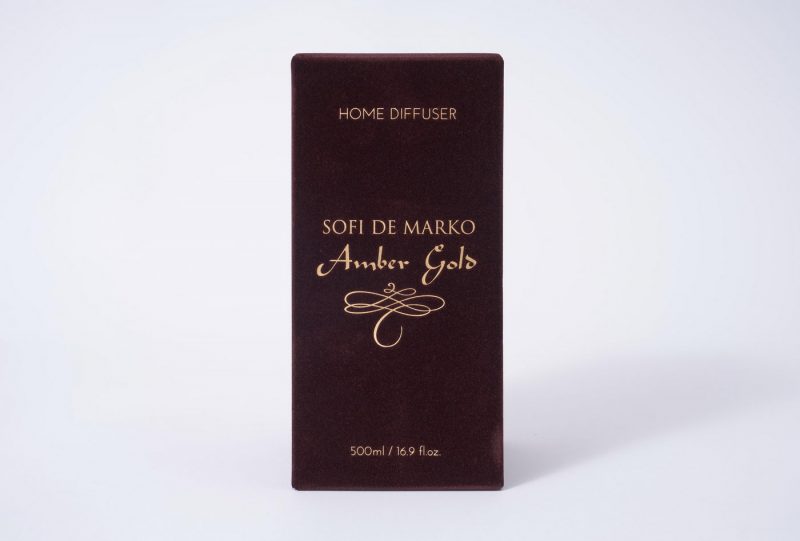 HOME DIFFUSER
SOFI DE MARKO
Amber Gold
500ml / 16.9 fl.oz.